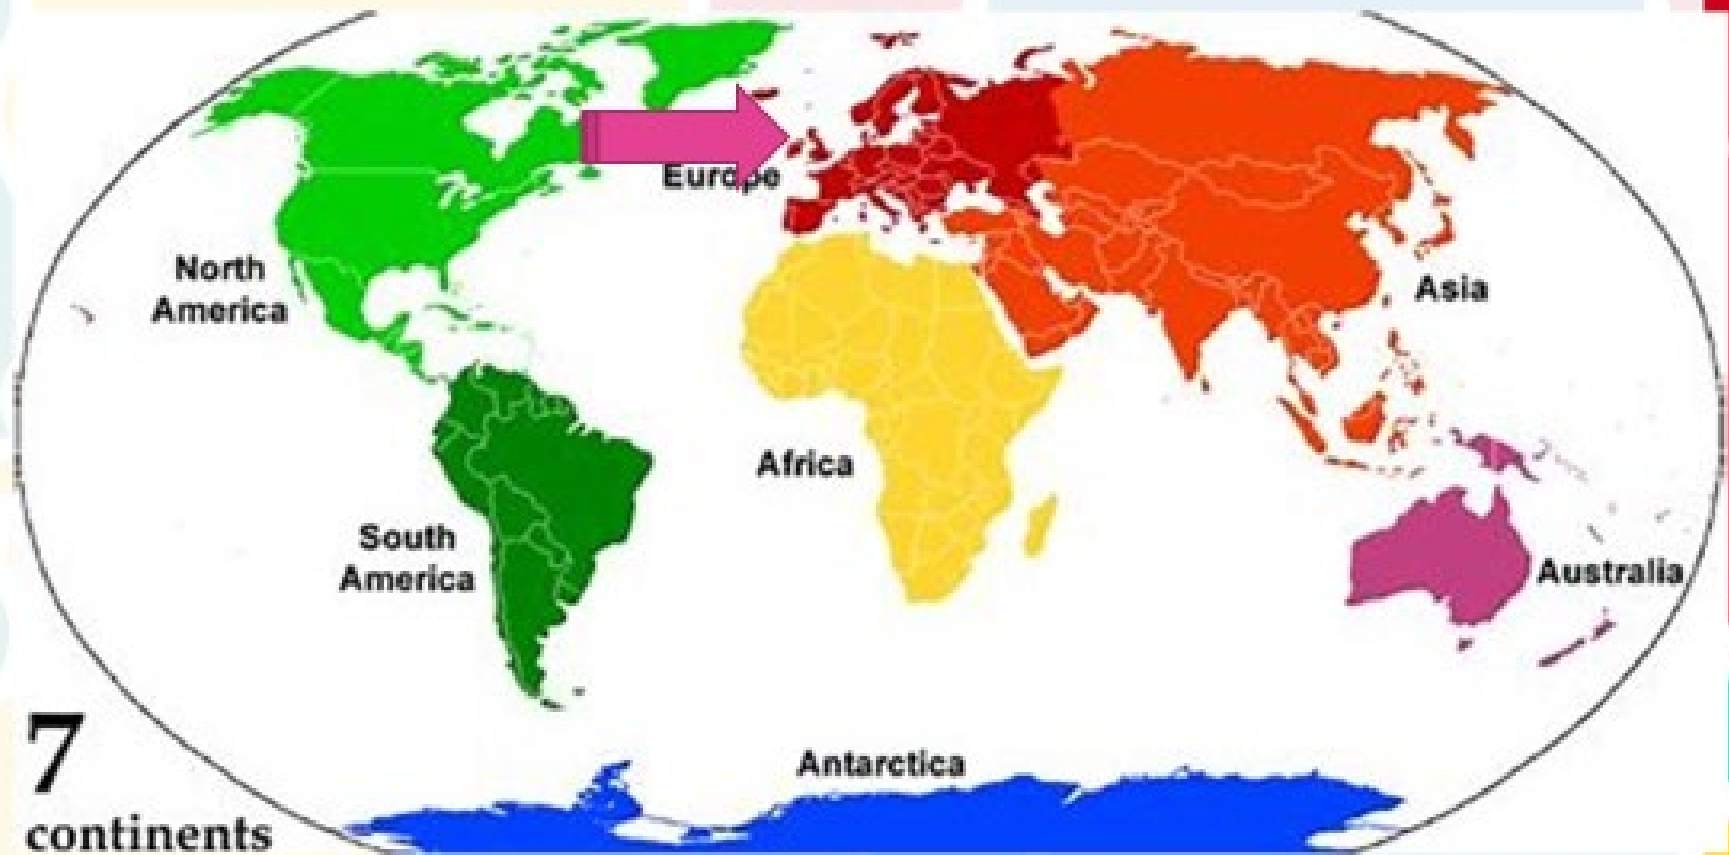 Europe
North
America
Asia
Africa
South
America
Australia
7
continents
Antarctica